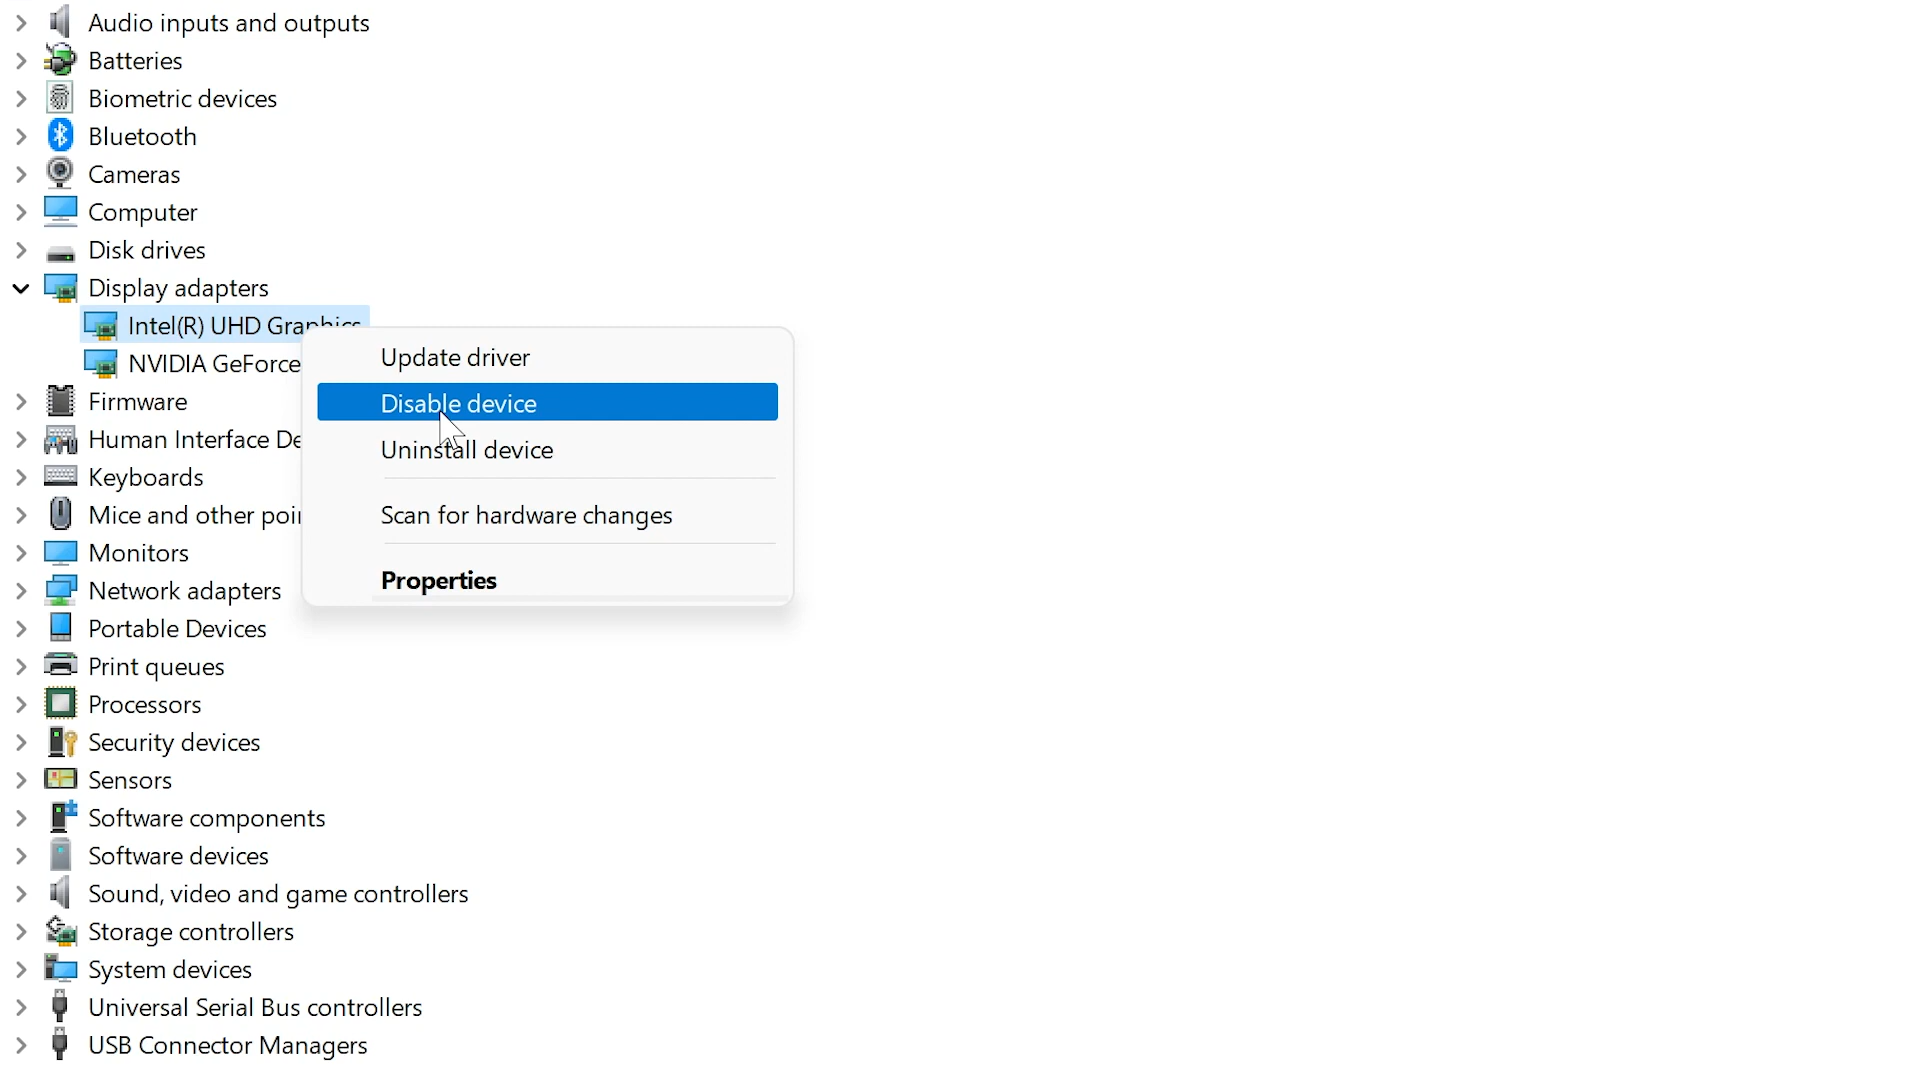 Audio inputs and outputs
Batteries
Biometric devices
Bluetooth
Cameras
Computer
Disk drives
Display adapters
Intel(R) UHD Graphics
NVIDIA GeForce
Update driver
Disable device
Uninstall device
Scan for hardware changes
Properties
Firmware
Human Interface De
Keyboards
Mice and other poi
Monitors
Network adapters
Portable Devices
Print queues
Processors
Security devices
Sensors
Software components
Software devices
Sound, video and game controllers
Storage controllers
System devices
Universal Serial Bus controllers
USB Connector Managers